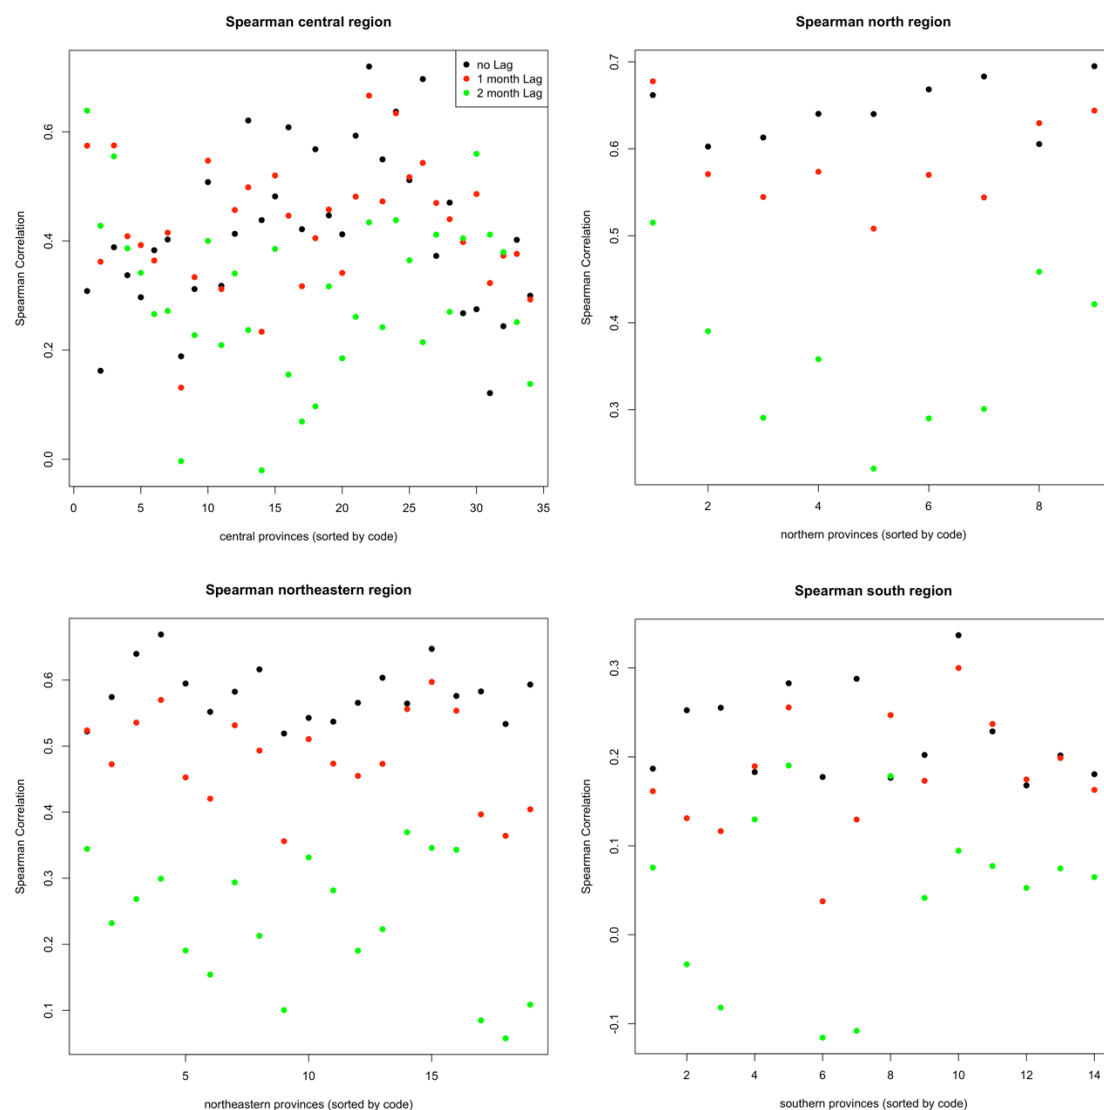 Spearman central region
no Lag
1 month Lag
2 month Lag
Spearman Correlation
0.6
0.4
0.2
0.0
0 5 10 15 20 25 30 35
central provinces (sorted by code)
Spearman north region
Spearman Correlation
0.7
0.6
0.5
0.4
0.3
2 4 6 8
northern provinces (sorted by code)
Spearman northeastern region
Spearman Correlation
0.6
0.5
0.4
0.3
0.2
0.1
5 10 15
northeastern provinces (sorted by code)
Spearman south region
Spearman Correlation
0.3
0.2
0.1
0.0
-0.1
2 4 6 8 10 12 14
southern provinces (sorted by code)